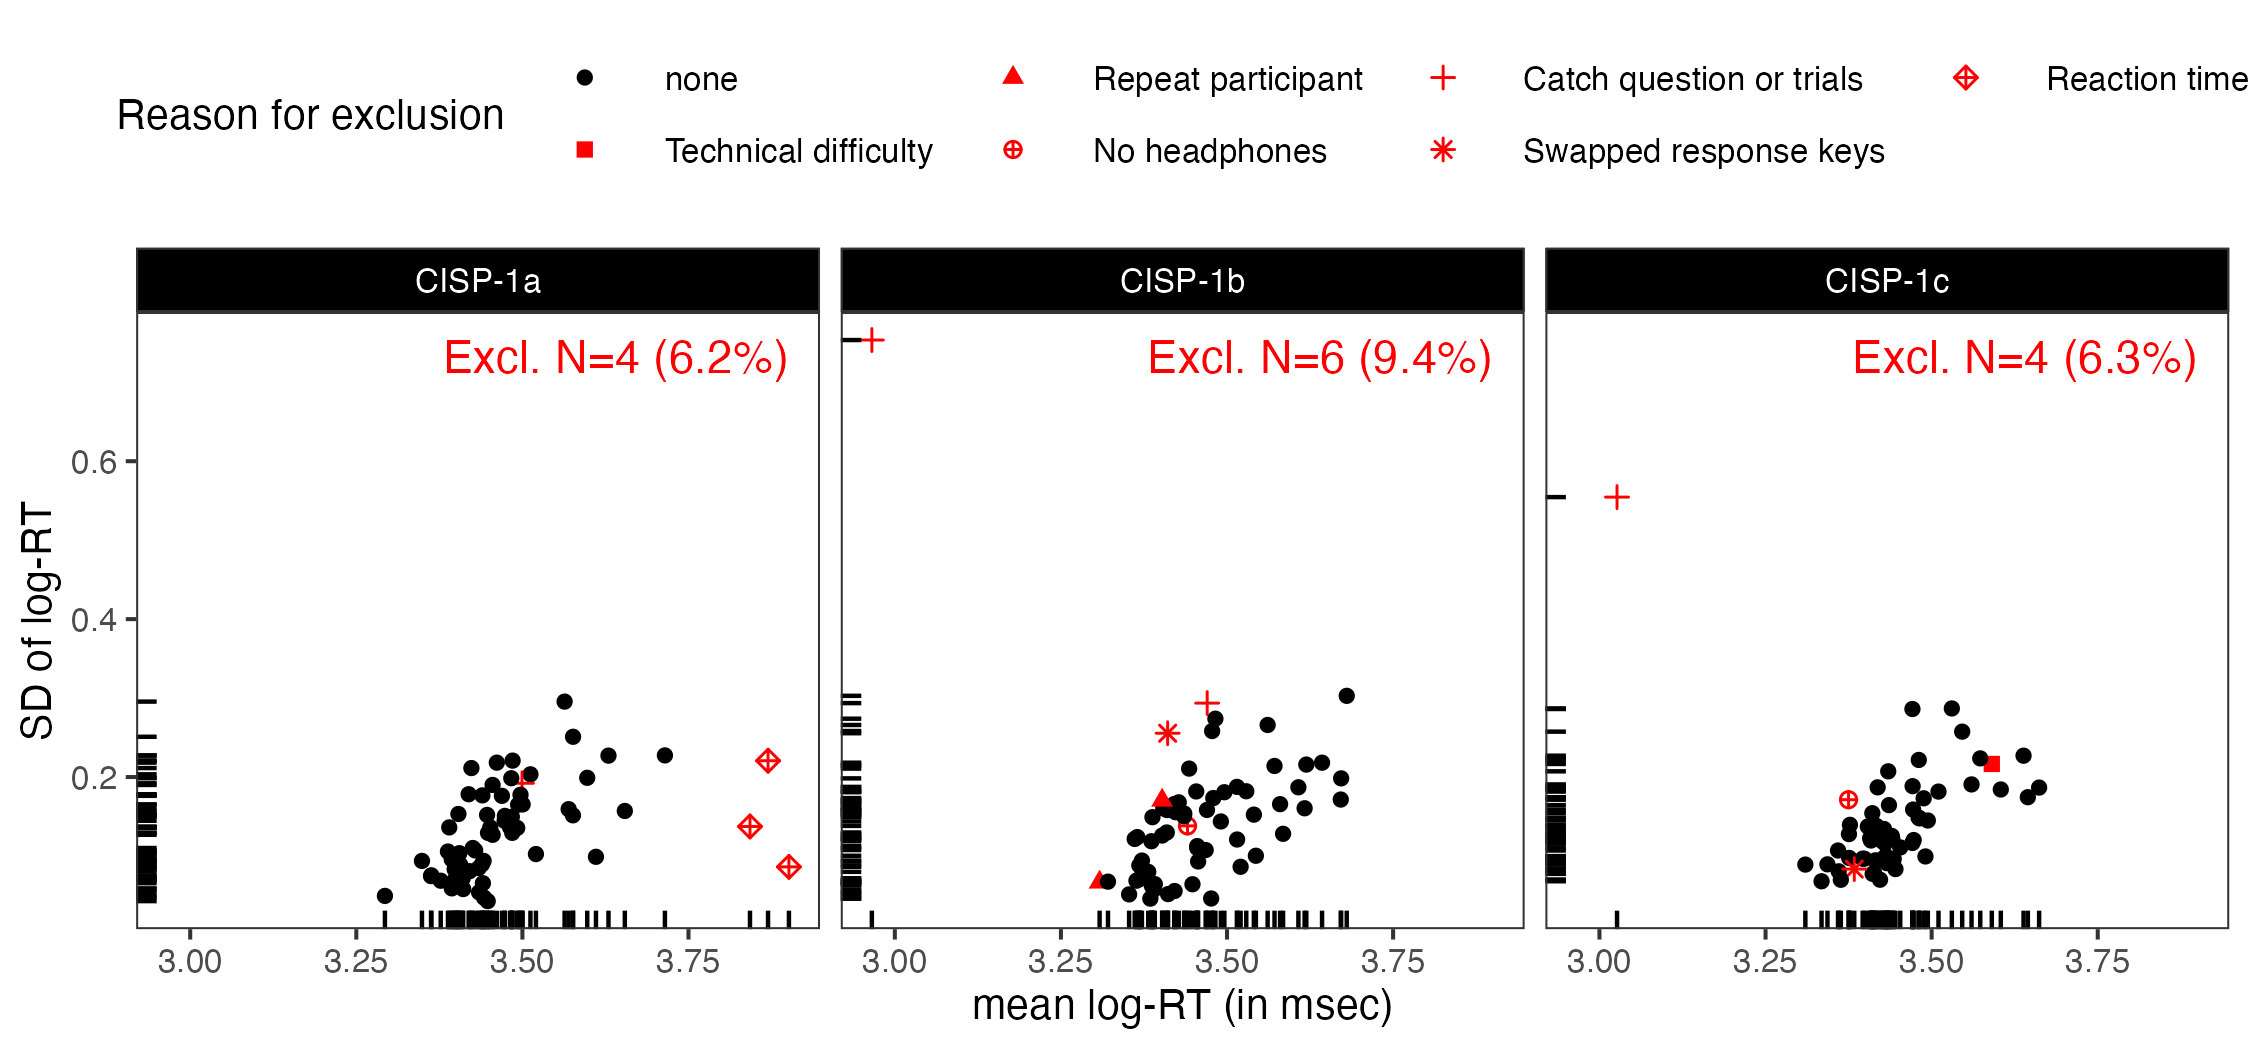 Reason for exclusion
none
Repeat participant
Catch question or trials
Reaction time
Technical difficulty
No headphones
Swapped response keys
CISP-1a
CISP-1b
CISP-1c
Excl. N=4 (6.2%)
Excl. N=6 (9.4%)
Excl. N=4 (6.3%)
SD of log-RT
0.6
0.4
0.2
3.00 3.25 3.50 3.75
3.00 3.25 3.50 3.75
3.00 3.25 3.50 3.75
mean log-RT (in msec)